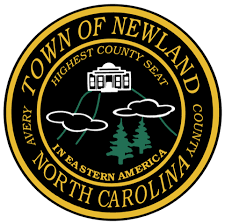 TOWN OF NEWLAND
AVERY
COUNTY
NORTH CAROLINA
HIGHEST COUNTY SEAT
IN EASTERN AMERICA